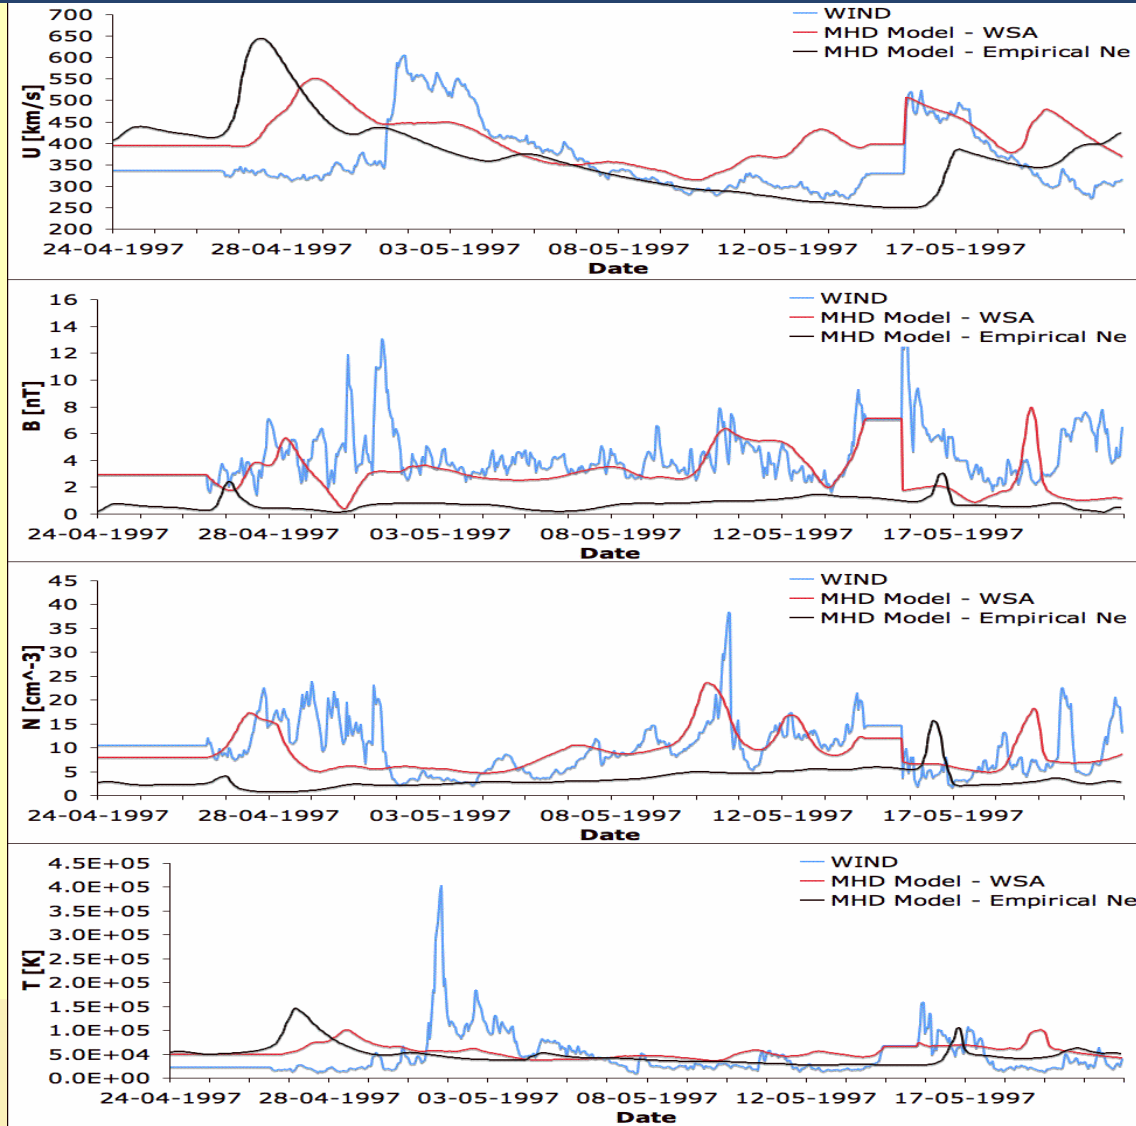 700
650
600
550
500
450
400
350
300
250
200
U [km/s]
WIND
MHD Model - WSA
MHD Model - Empirical Ne
24-04-1997 28-04-1997 03-05-1997 08-05-1997 12-05-1997 17-05-1997
Date
16
14
12
10
8
6
4
2
0
B [nT]
WIND
MHD Model - WSA
MHD Model - Empirical Ne
24-04-1997 28-04-1997 03-05-1997 08-05-1997 12-05-1997 17-05-1997
Date
45
40
35
30
25
20
15
10
5
0
N [cm^-3]
WIND
MHD Model - WSA
MHD Model - Empirical Ne
24-04-1997 28-04-1997 03-05-1997 08-05-1997 12-05-1997 17-05-1997
Date
4.5E+05
4.0E+05
3.5E+05
3.0E+05
2.5E+05
2.0E+05
1.5E+05
1.0E+05
5.0E+04
0.0E+00
T [K]
WIND
MHD Model - WSA
MHD Model - Empirical Ne
24-04-1997 28-04-1997 03-05-1997 08-05-1997 12-05-1997 17-05-1997
Date